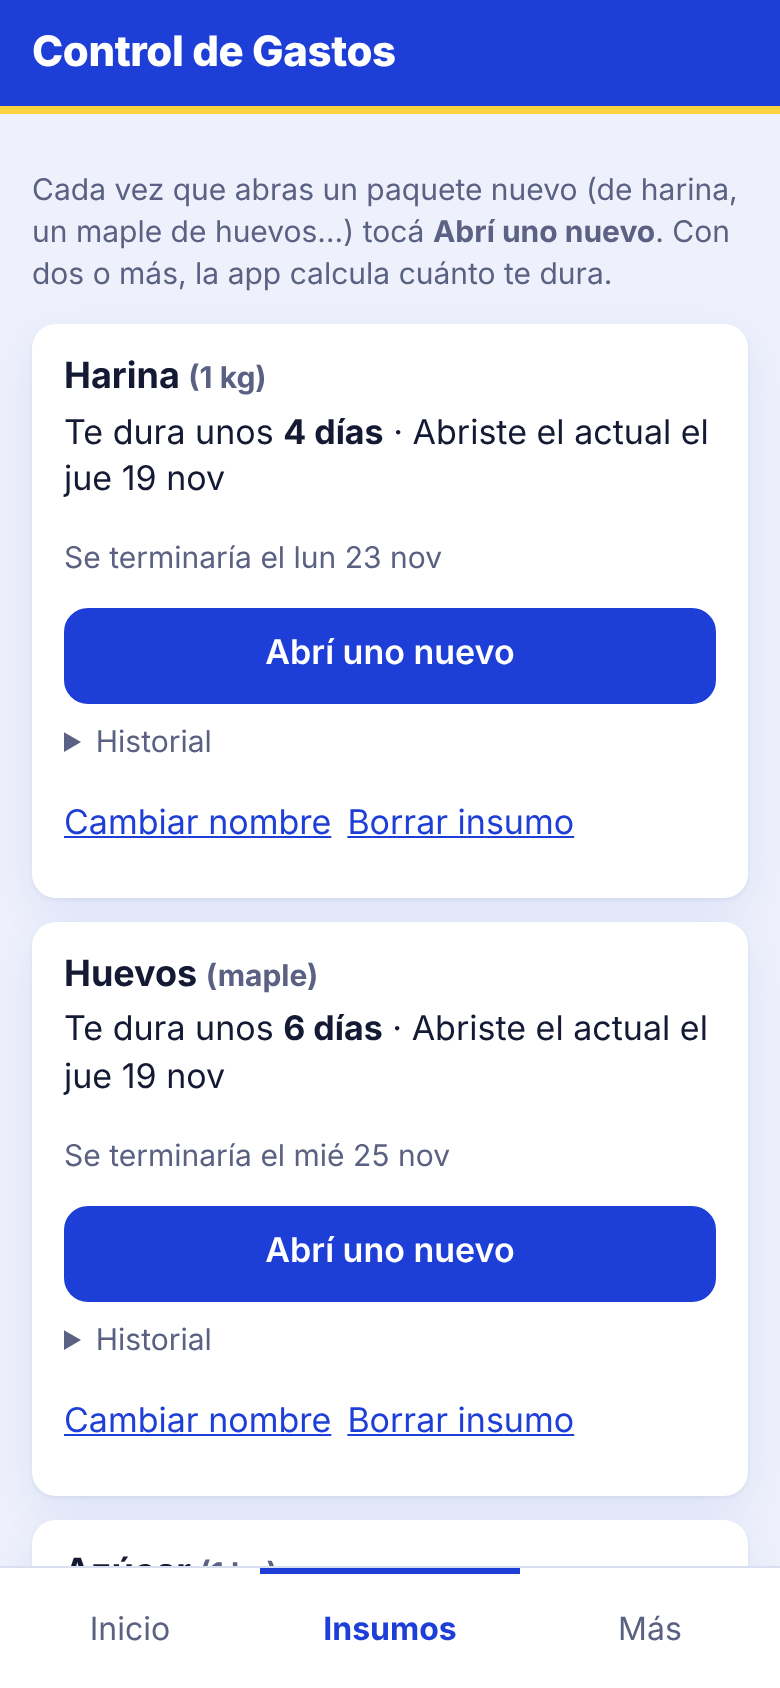 Control de Gastos
Cada vez que abras un paquete nuevo (de harina,
un maple de huevos...) tocá Abrí uno nuevo. Con
dos o más, la app calcula cuánto te dura.
Harina (1 kg)
Te dura unos 4 días · Abriste el actual el
jue 19 nov
Se terminaría el lun 23 nov
Abrí uno nuevo
▶ Historial
Cambiar nombre Borrar insumo
Huevos (maple)
Te dura unos 6 días · Abriste el actual el
jue 19 nov
Se terminaría el mié 25 nov
Abrí uno nuevo
▶ Historial
Cambiar nombre Borrar insumo
Azúcar
Inicio Insumos Más